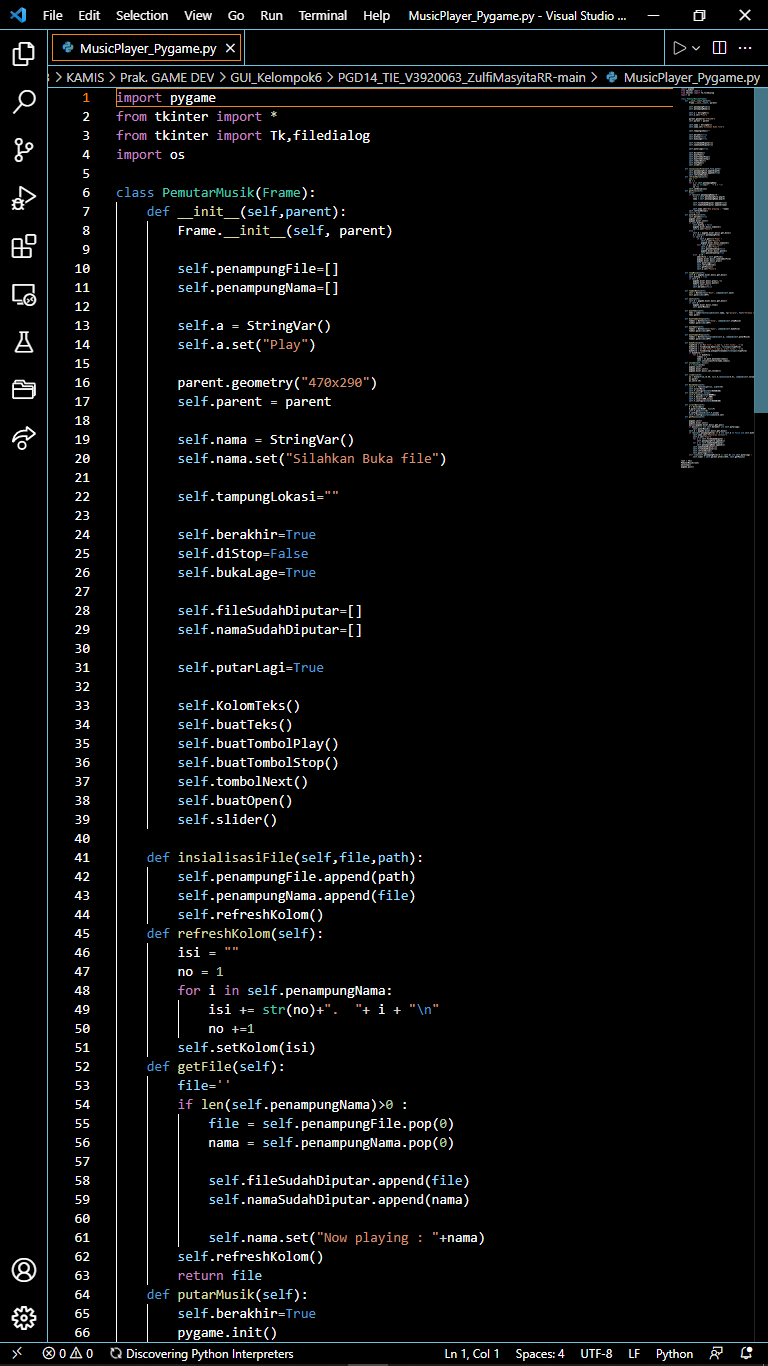 File Edit Selection View Go Run Terminal Help MusicPlayer_Pygame.py - Visual Studio ...
MusicPlayer_Pygame.py
> KAMIS > Prak. GAME DEV > GUI_Kelompok6 > PGD14_TIE_V3920063_ZulfiMasyitaRR-main > MusicPlayer_Pygame.py
1 import pygame
2 from tkinter import *
3 from tkinter import Tk,filedialog
4 import os
5
6 class PemutarMusik(Frame):
7     def __init__(self,parent):
8         Frame.__init__(self, parent)
9
10         self.penampungFile=[]
11         self.penampungNama=[]
12
13         self.a = StringVar()
14         self.a.set("Play")
15
16         parent.geometry("470x290")
17         self.parent = parent
18
19         self.nama = StringVar()
20         self.nama.set("Silahkan Buka file")
21
22         self.tampungLokasi=""
23
24         self.berakhir=True
25         self.diStop=False
26         self.bukaLage=True
27
28         self.fileSudahDiputar=[]
29         self.namaSudahDiputar=[]
30
31         self.putarLagi=True
32
33         self.KolomTeks()
34         self.buatTeks()
35         self.buatTombolPlay()
36         self.buatTombolStop()
37         self.tombolNext()
38         self.buatOpen()
39         self.slider()
40
41     def insialisasiFile(self,file,path):
42         self.penampungFile.append(path)
43         self.penampungNama.append(file)
44         self.refreshKolom()
45     def refreshKolom(self):
46         isi = ""
47         no = 1
48         for i in self.penampungNama:
49             isi += str(no)+".  "+ i + "\n"
50             no +=1
51         self.setKolom(isi)
52     def getFile(self):
53         file=''
54         if len(self.penampungNama)>0 :
55             file = self.penampungFile.pop(0)
56             nama = self.penampungNama.pop(0)
57
58             self.fileSudahDiputar.append(file)
59             self.namaSudahDiputar.append(nama)
60
61             self.nama.set("Now playing : "+nama)
62         self.refreshKolom()
63         return file
64     def putarMusik(self):
65         self.berakhir=True
66         pygame.init()
0 0 Discovering Python Interpreters Ln 1, Col 1 Spaces: 4 UTF-8 LF Python